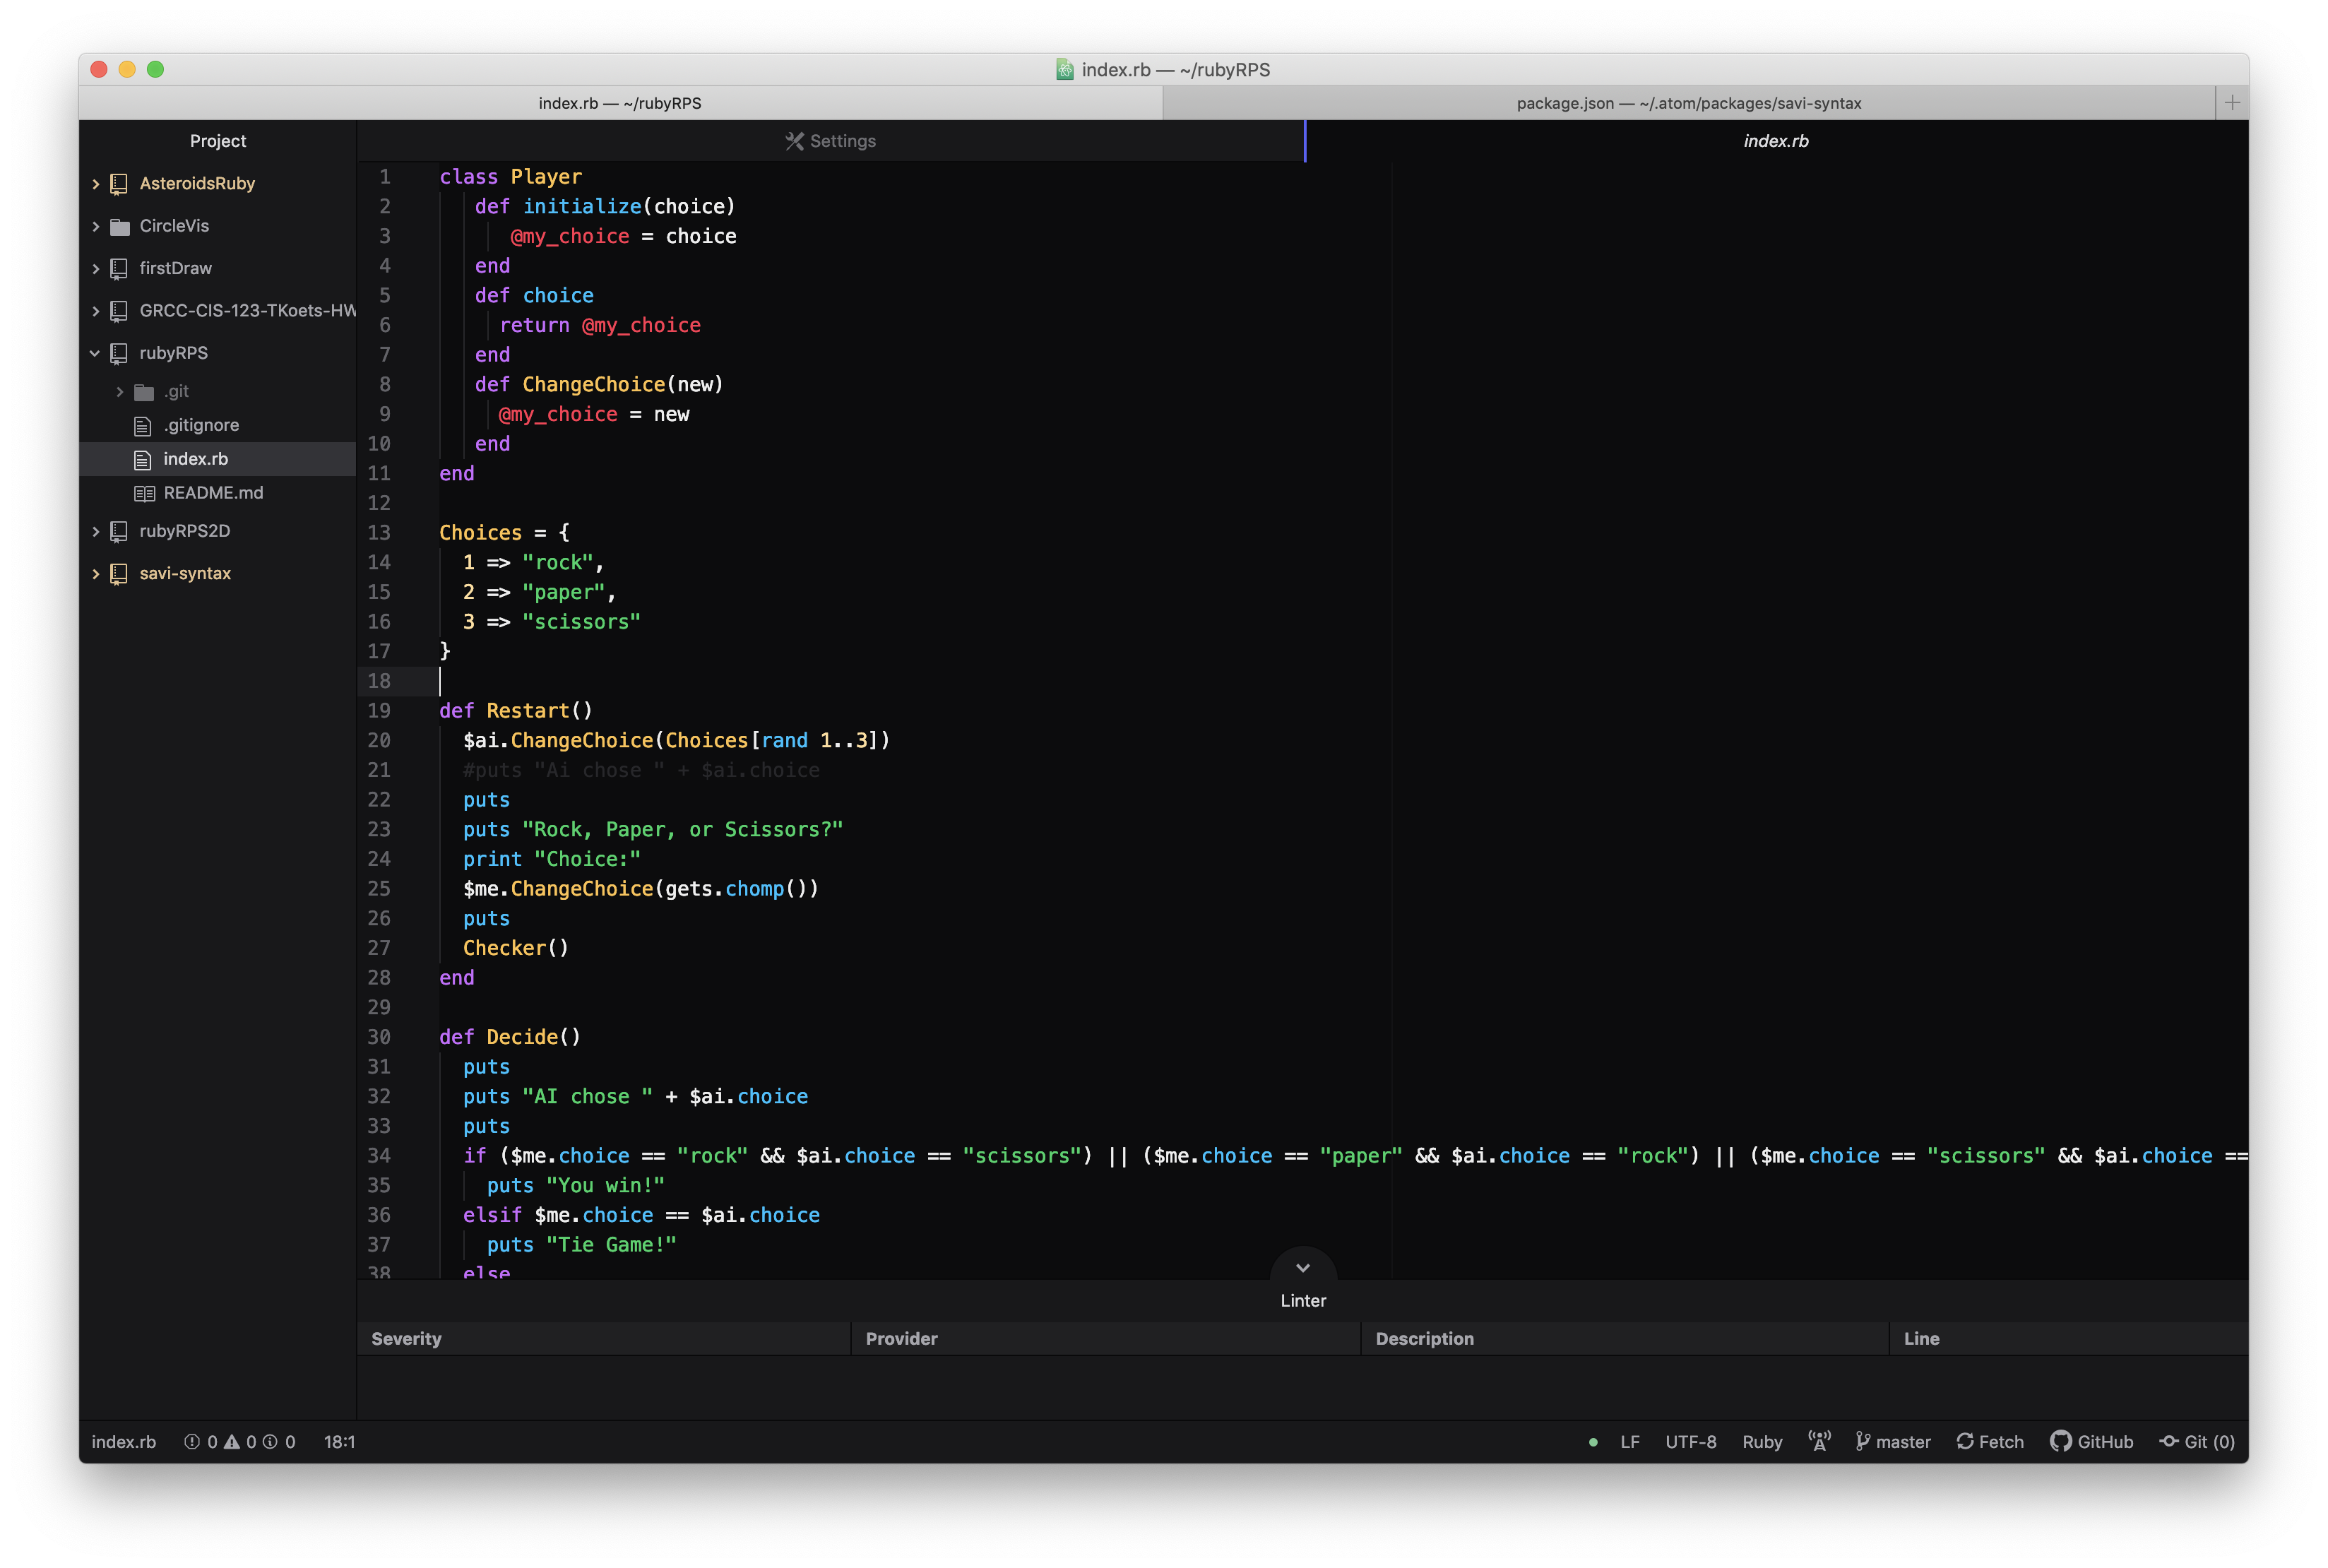 index.rb — ~/rubyRPS
index.rb — ~/rubyRPS
package.json — ~/.atom/packages/savi-syntax
Project
AsteroidsRuby
CircleVis
firstDraw
GRCC-CIS-123-TKoets-HW
rubyRPS
.git
.gitignore
index.rb
README.md
rubyRPS2D
savi-syntax
Settings
index.rb
1 class Player
2 def initialize(choice)
3 @my_choice = choice
4 end
5 def choice
6 return @my_choice
7 end
8 def ChangeChoice(new)
9 @my_choice = new
10 end
11 end
12
13 Choices = {
14 1 => "rock",
15 2 => "paper",
16 3 => "scissors"
17 }
18
19 def Restart()
20 $ai.ChangeChoice(Choices[rand 1..3])
21 #puts "Ai chose " + $ai.choice
22 puts
23 puts "Rock, Paper, or Scissors?"
24 print "Choice:"
25 $me.ChangeChoice(gets.chomp())
26 puts
27 Checker()
28 end
29
30 def Decide()
31 puts
32 puts "AI chose " + $ai.choice
33 puts
34 if ($me.choice == "rock" && $ai.choice == "scissors") || ($me.choice == "paper" && $ai.choice == "rock") || ($me.choice == "scissors" && $ai.choice ==
35 puts "You win!"
36 elsif $me.choice == $ai.choice
37 puts "Tie Game!"
38 else
Linter
Severity Provider Description Line
index.rb 0 0 0 18:1 LF UTF-8 Ruby master Fetch GitHub Git (0)